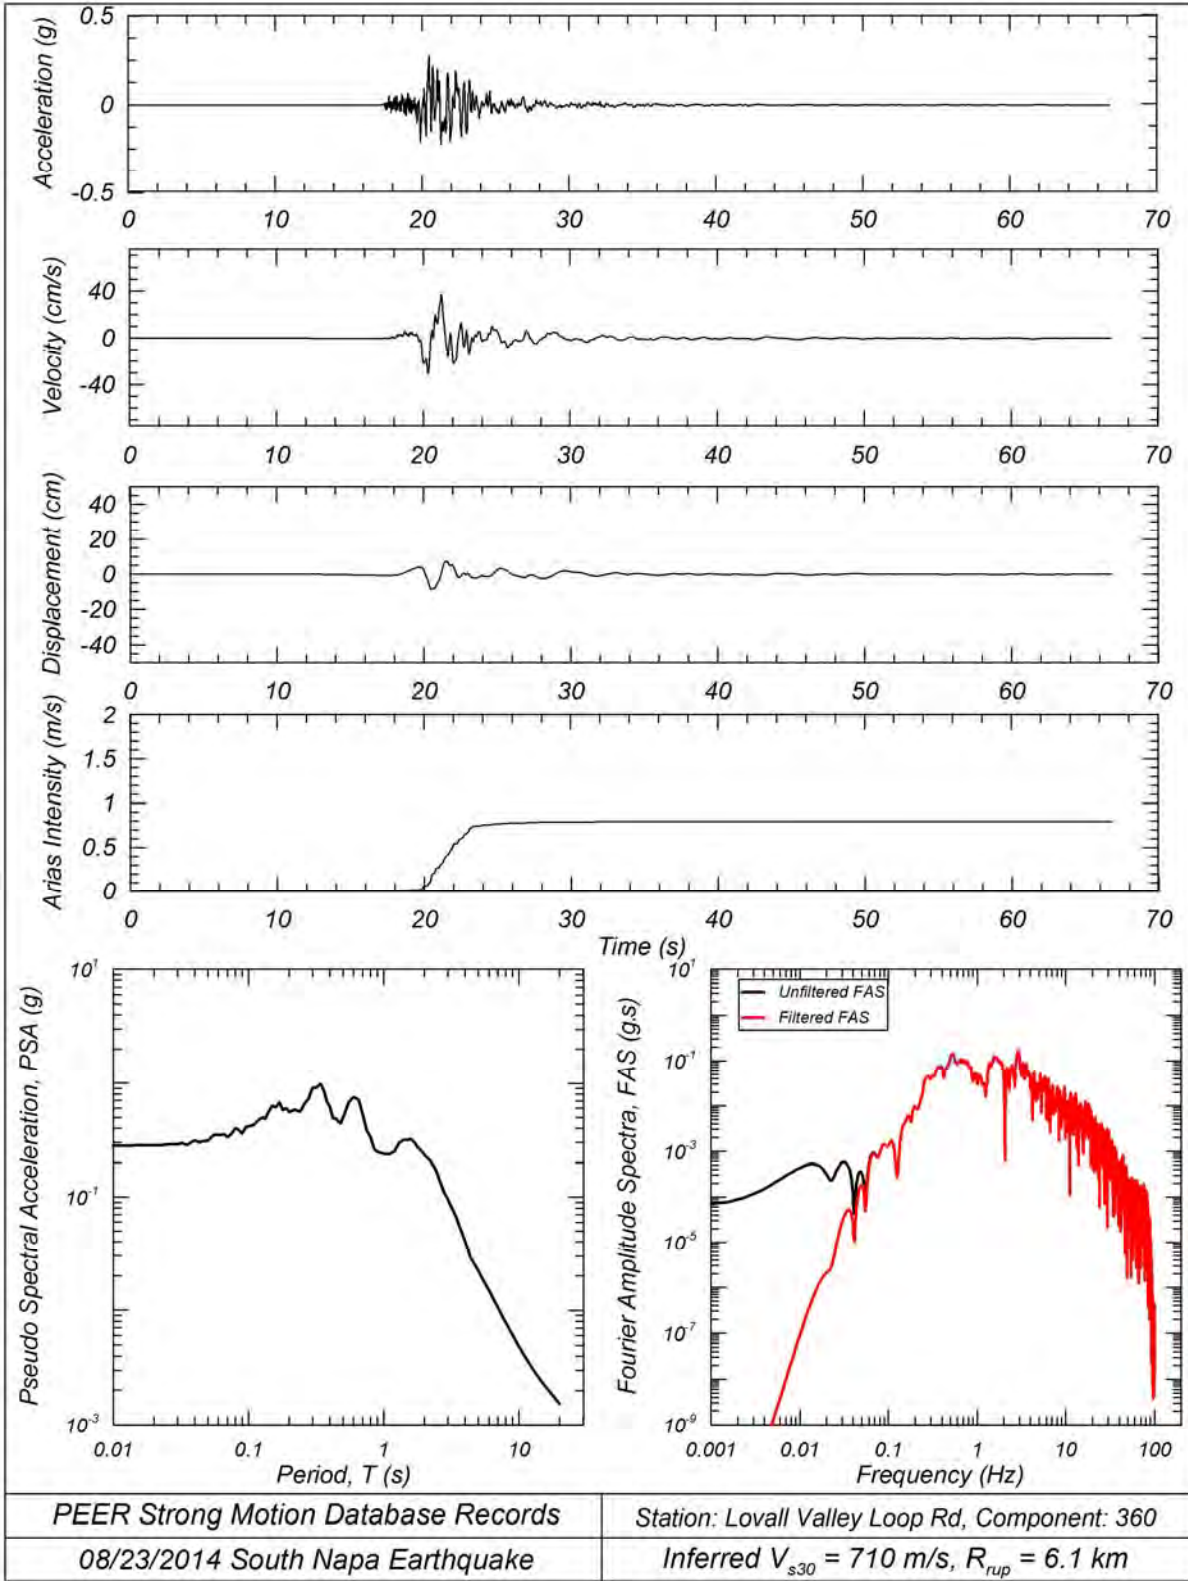 Acceleration (g)
0.5
0
-0.5
0 10 20 30 40 50 60 70
Velocity (cm/s)
40
0
-40
0 10 20 30 40 50 60 70
Displacement (cm)
40
20
0
-20
-40
0 10 20 30 40 50 60 70
Arias Intensity (m/s)
2
1.5
1
0.5
0
0 10 20 30 40 50 60 70
Time (s)
Pseudo Spectral Acceleration, PSA (g)
10¹
10⁻¹
10⁻³
0.01 0.1 1 10
Period, T (s)
Fourier Amplitude Spectra, FAS (g.s)
Unfiltered FAS
Filtered FAS
10¹
10⁻¹
10⁻³
10⁻⁵
10⁻⁷
10⁻⁹
0.001 0.01 0.1 1 10 100
Frequency (Hz)
PEER Strong Motion Database Records
Station: Lovall Valley Loop Rd, Component: 360
08/23/2014 South Napa Earthquake
Inferred Vs30 = 710 m/s, Rrup = 6.1 km